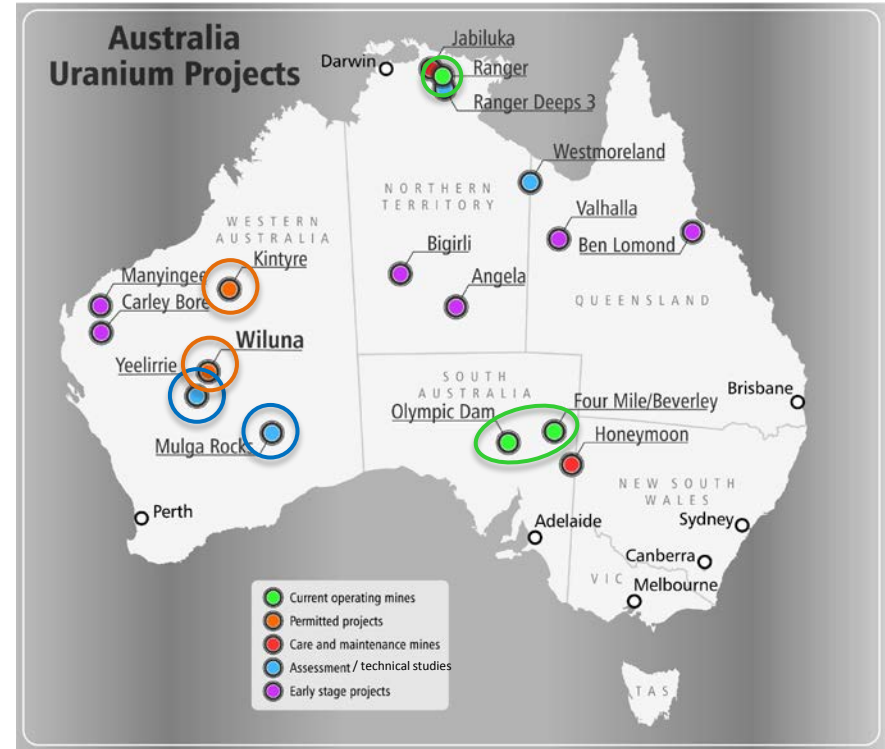 Australia
Uranium Projects
Darwin
Jabiluka
Ranger
Ranger Deeps 3
Westmoreland
NORTHERN
TERRITORY
Valhalla
Ben Lomond
WESTERN
AUSTRALIA
Kintyre
Bigirli
Angela
Manyingee
Carley Bore
QUEENSLAND
Wiluna
Yeelirrie
SOUTH
AUSTRALIA
Olympic Dam
Four Mile/Beverley
Brisbane
Mulga Rocks
Honeymoon
NEW SOUTH
WALES
Perth
Adelaide
Sydney
Canberra
VIC
Melbourne
Current operating mines
Permitted projects
Care and maintenance mines
Assessment / technical studies
Early stage projects
TAS